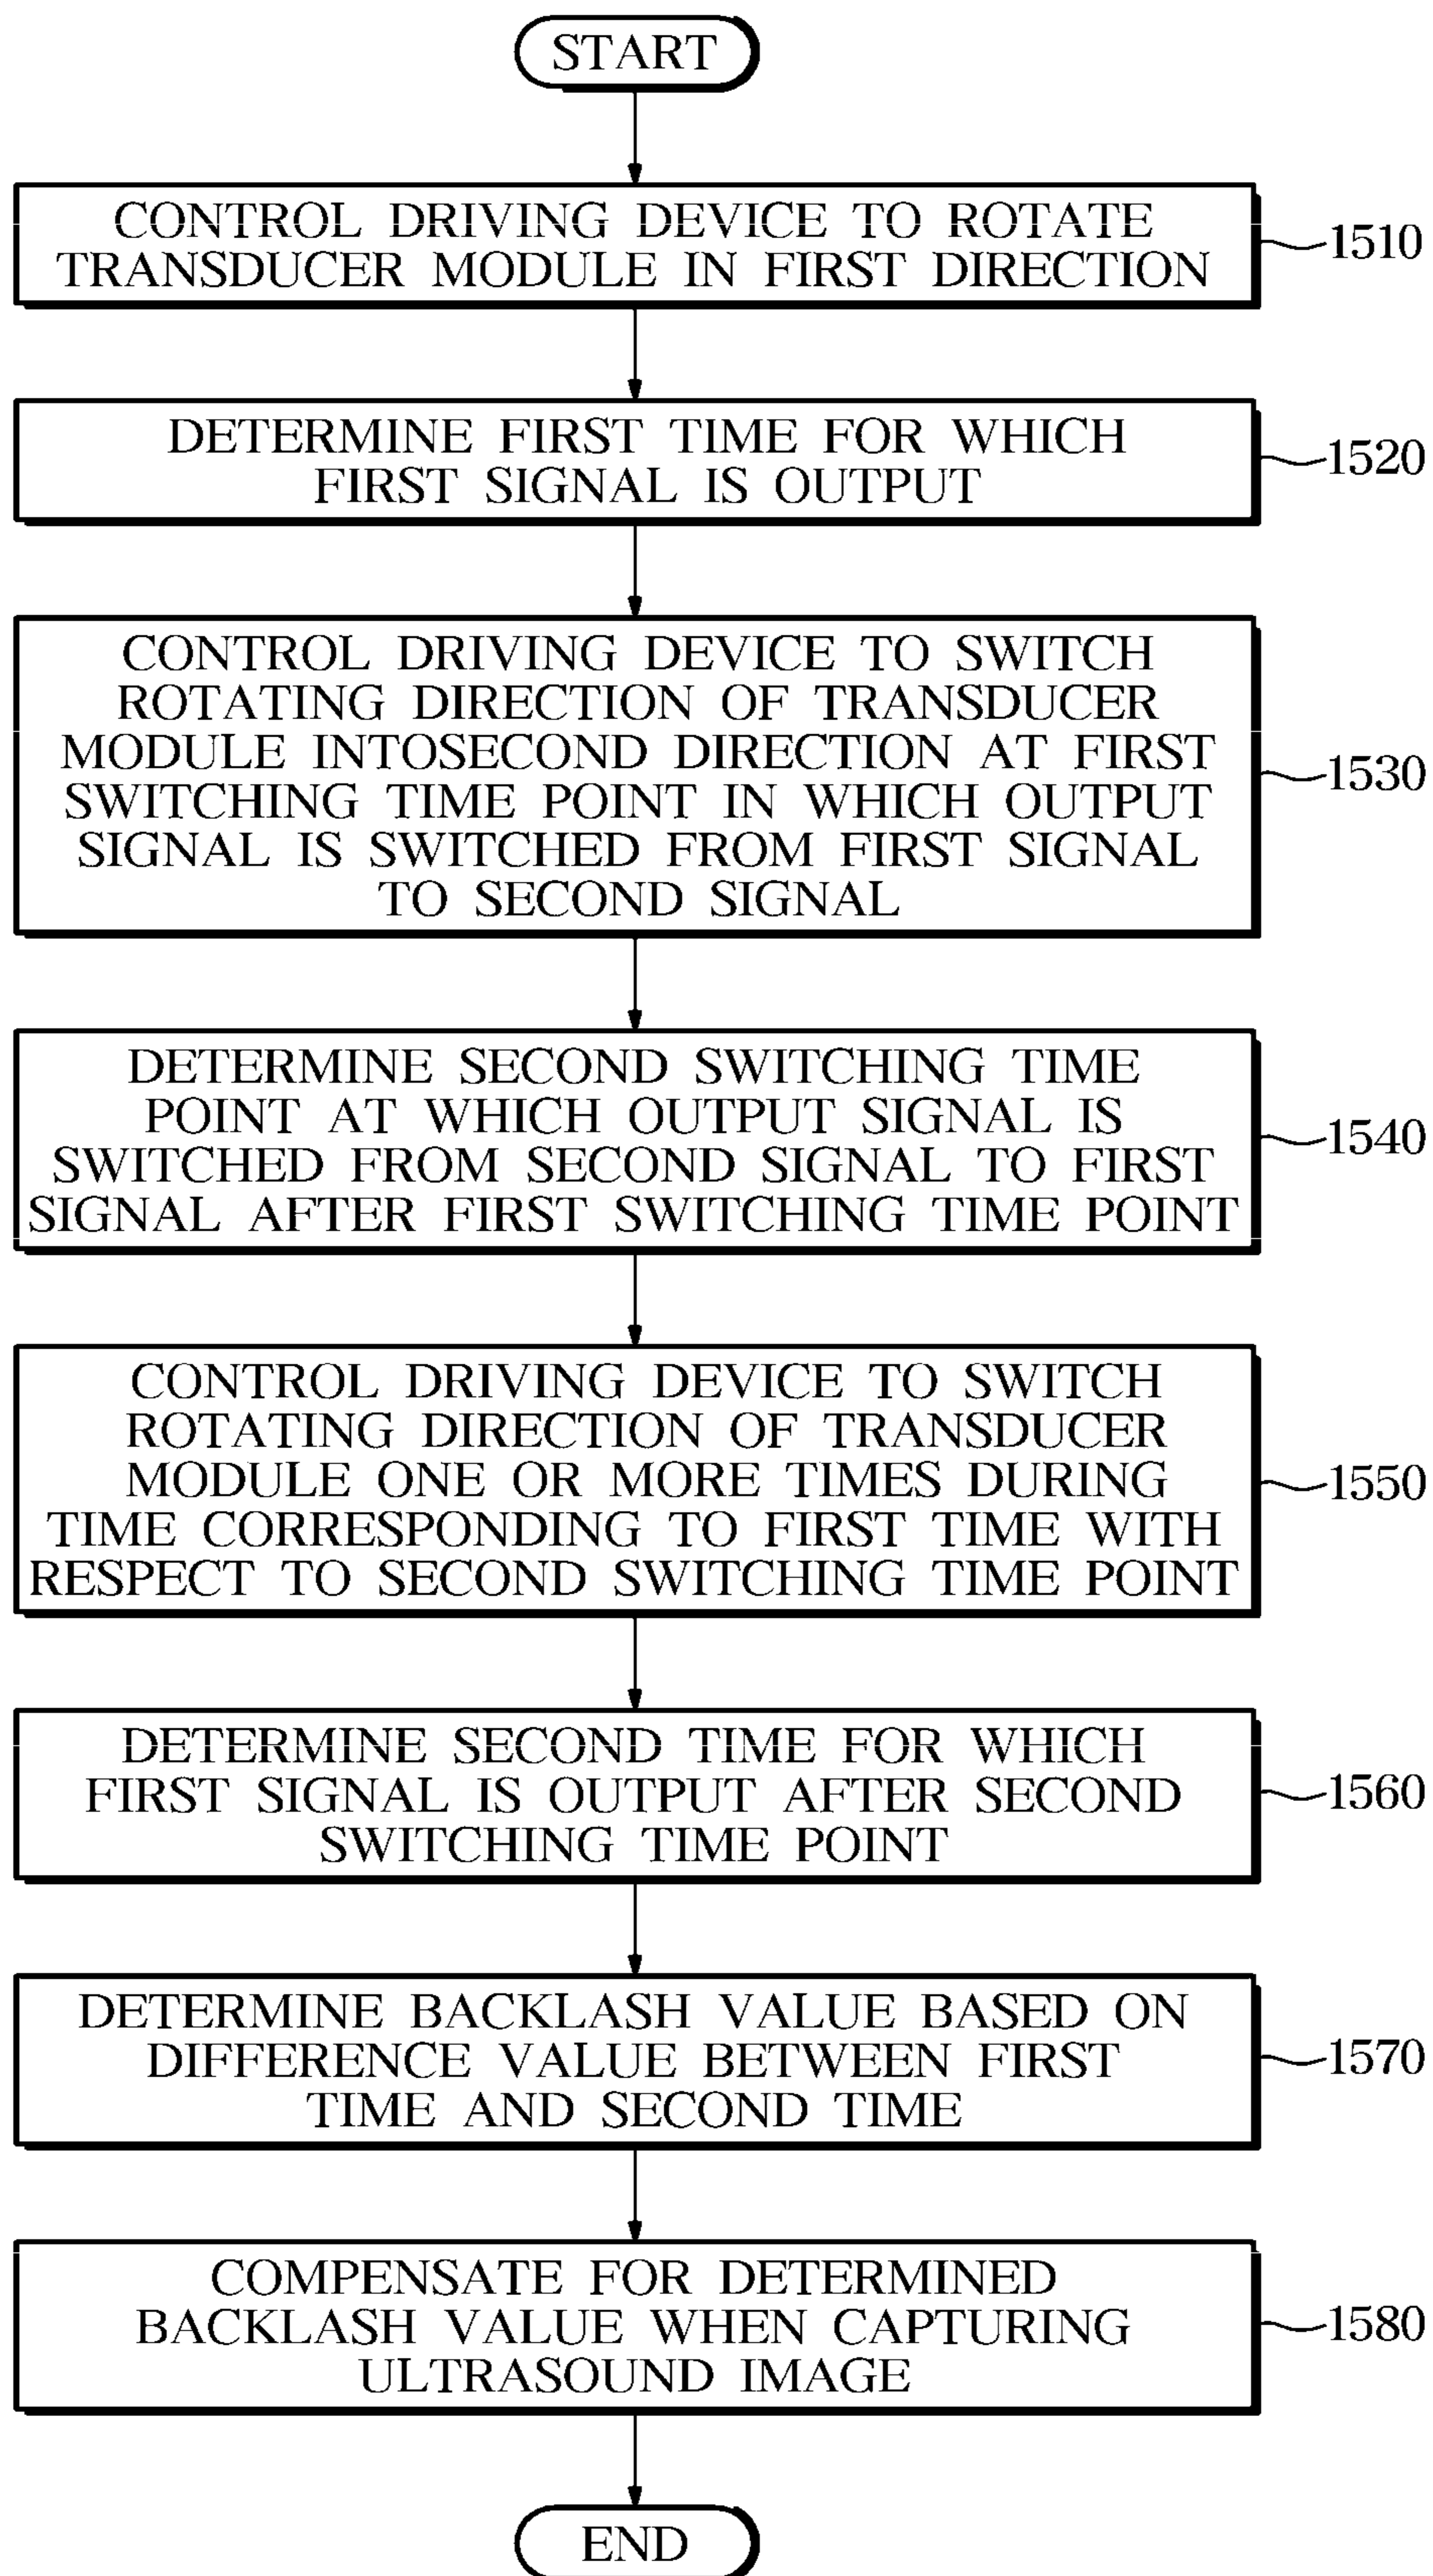 START
CONTROL DRIVING DEVICE TO ROTATE
TRANSDUCER MODULE IN FIRST DIRECTION
1510
DETERMINE FIRST TIME FOR WHICH
FIRST SIGNAL IS OUTPUT
1520
CONTROL DRIVING DEVICE TO SWITCH
ROTATING DIRECTION OF TRANSDUCER
MODULE INTOSECOND DIRECTION AT FIRST
SWITCHING TIME POINT IN WHICH OUTPUT
SIGNAL IS SWITCHED FROM FIRST SIGNAL
TO SECOND SIGNAL
1530
DETERMINE SECOND SWITCHING TIME
POINT AT WHICH OUTPUT SIGNAL IS
SWITCHED FROM SECOND SIGNAL TO FIRST
SIGNAL AFTER FIRST SWITCHING TIME POINT
1540
CONTROL DRIVING DEVICE TO SWITCH
ROTATING DIRECTION OF TRANSDUCER
MODULE ONE OR MORE TIMES DURING
TIME CORRESPONDING TO FIRST TIME WITH
RESPECT TO SECOND SWITCHING TIME POINT
1550
DETERMINE SECOND TIME FOR WHICH
FIRST SIGNAL IS OUTPUT AFTER SECOND
SWITCHING TIME POINT
1560
DETERMINE BACKLASH VALUE BASED ON
DIFFERENCE VALUE BETWEEN FIRST
TIME AND SECOND TIME
1570
COMPENSATE FOR DETERMINED
BACKLASH VALUE WHEN CAPTURING
ULTRASOUND IMAGE
1580
END